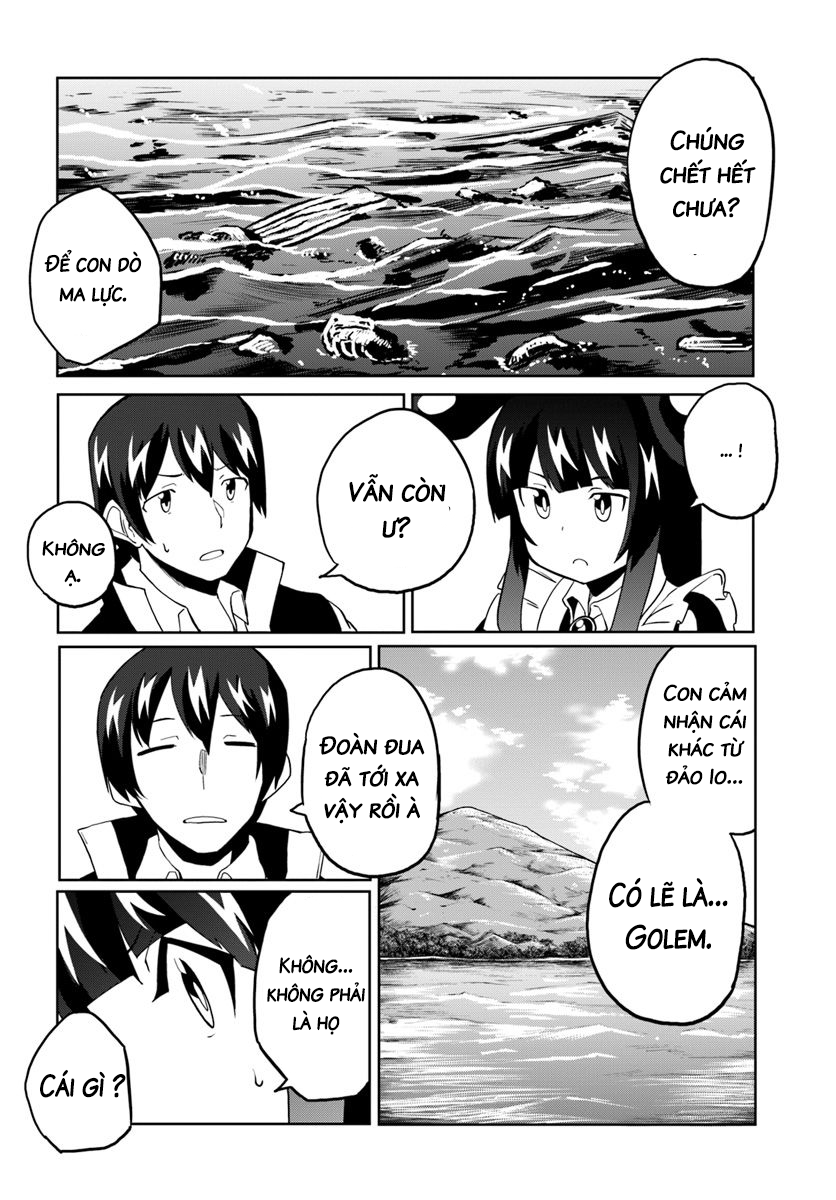 Chúng
chết hết
chưa?
Để con dò
ma lực.
... !
Vẫn còn
ư?
Không
ạ.
Con cảm
nhận cái
khác từ
đảo Io...
Có lẽ là...
Golem.
Đoàn đua
đã tới xa
vậy rồi à
Không...
không phải
là họ
Cái gì ?